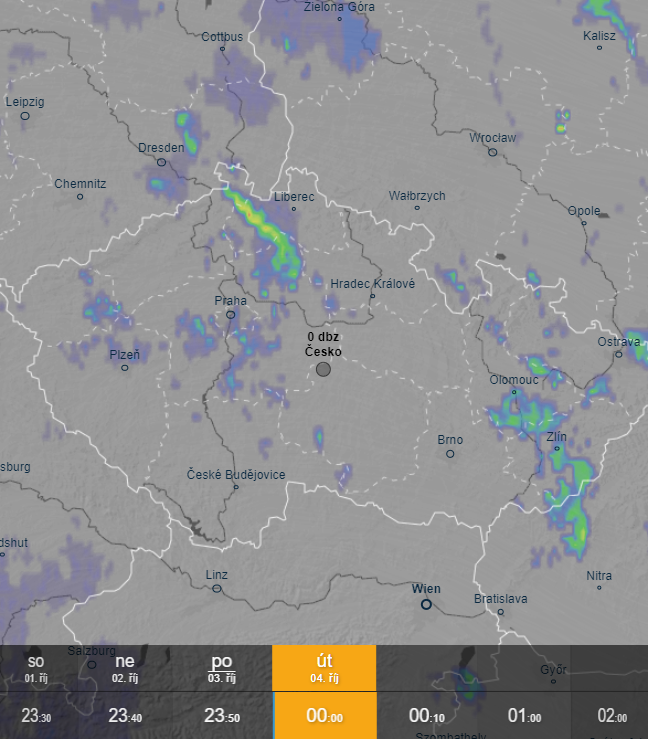 Zielona Góra
Cottbus
Kalisz
Leipzig
Wrocław
Dresden
Chemnitz
Liberec
Wałbrzych
Opole
Hradec Králové
Praha
0 dbz
Česko
Ostrava
Plzeň
Olomouc
Brno
Zlín
sburg
České Budějovice
dshut
Linz
Nitra
Wien
Bratislava
Salzburg
Győr
so
ne
po
út
01. říj
02. říj
03. říj
04. říj
23:30
23:40
23:50
00:00
00:10
01:00
02:00
Szombathely